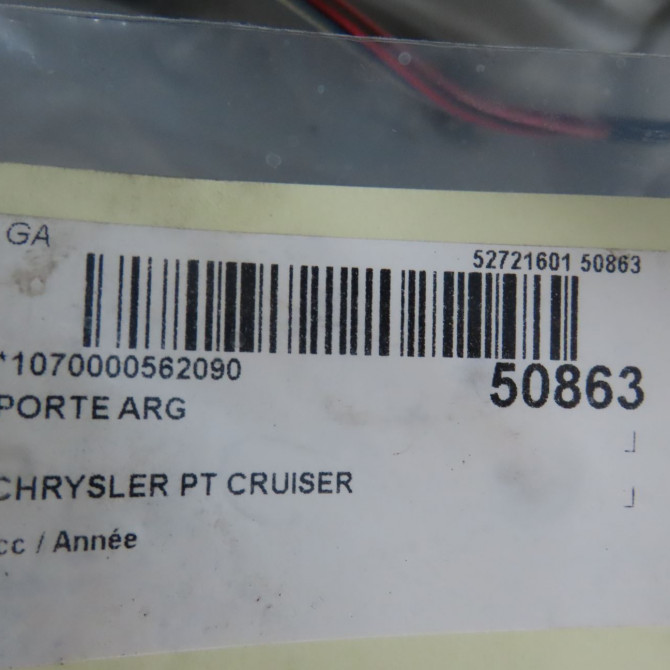 GA
52721601 50863
*1070000562090
50863
PORTE ARG
CHRYSLER PT CRUISER
cc / Année